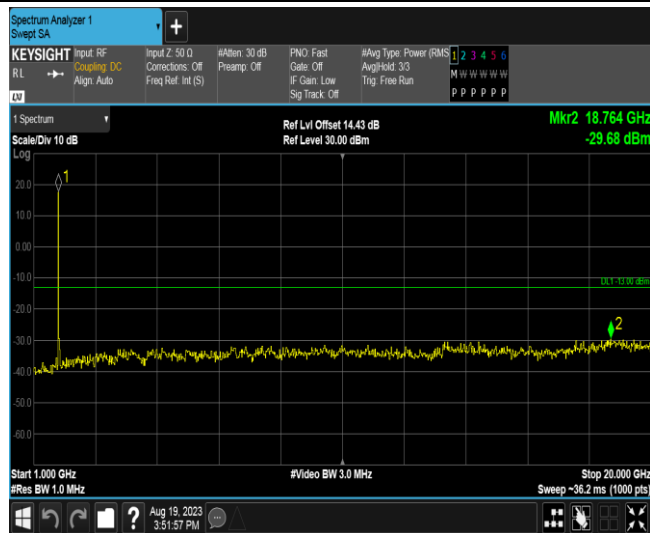 Spectrum Analyzer 1
Swept SA
+
KEYSIGHT
RL
LXI
Input: RF
Coupling: DC
Align: Auto
Input Z: 50 Ω
Corrections: Off
Freq Ref: Int (S)
#Atten: 30 dB
Preamp: Off
PNO: Fast
Gate: Off
IF Gain: Low
Sig Track: Off
#Avg Type: Power (RMS
Avg|Hold: 3/3
Trig: Free Run
1 2 3 4 5 6
M W W W W W
P P P P P P
1 Spectrum
Scale/Div 10 dB
Log
Ref Lvl Offset 14.43 dB
Ref Level 30.00 dBm
Mkr2 18.764 GHz
-29.68 dBm
1
20.0
10.0
0.00
-10.0
DL1 -13.00 dBm
-20.0
2
-30.0
-40.0
-50.0
-60.0
Start 1.000 GHz
#Res BW 1.0 MHz
#Video BW 3.0 MHz
Stop 20.000 GHz
Sweep ~36.2 ms (1000 pts)
?
Aug 19, 2023
3:51:57 PM